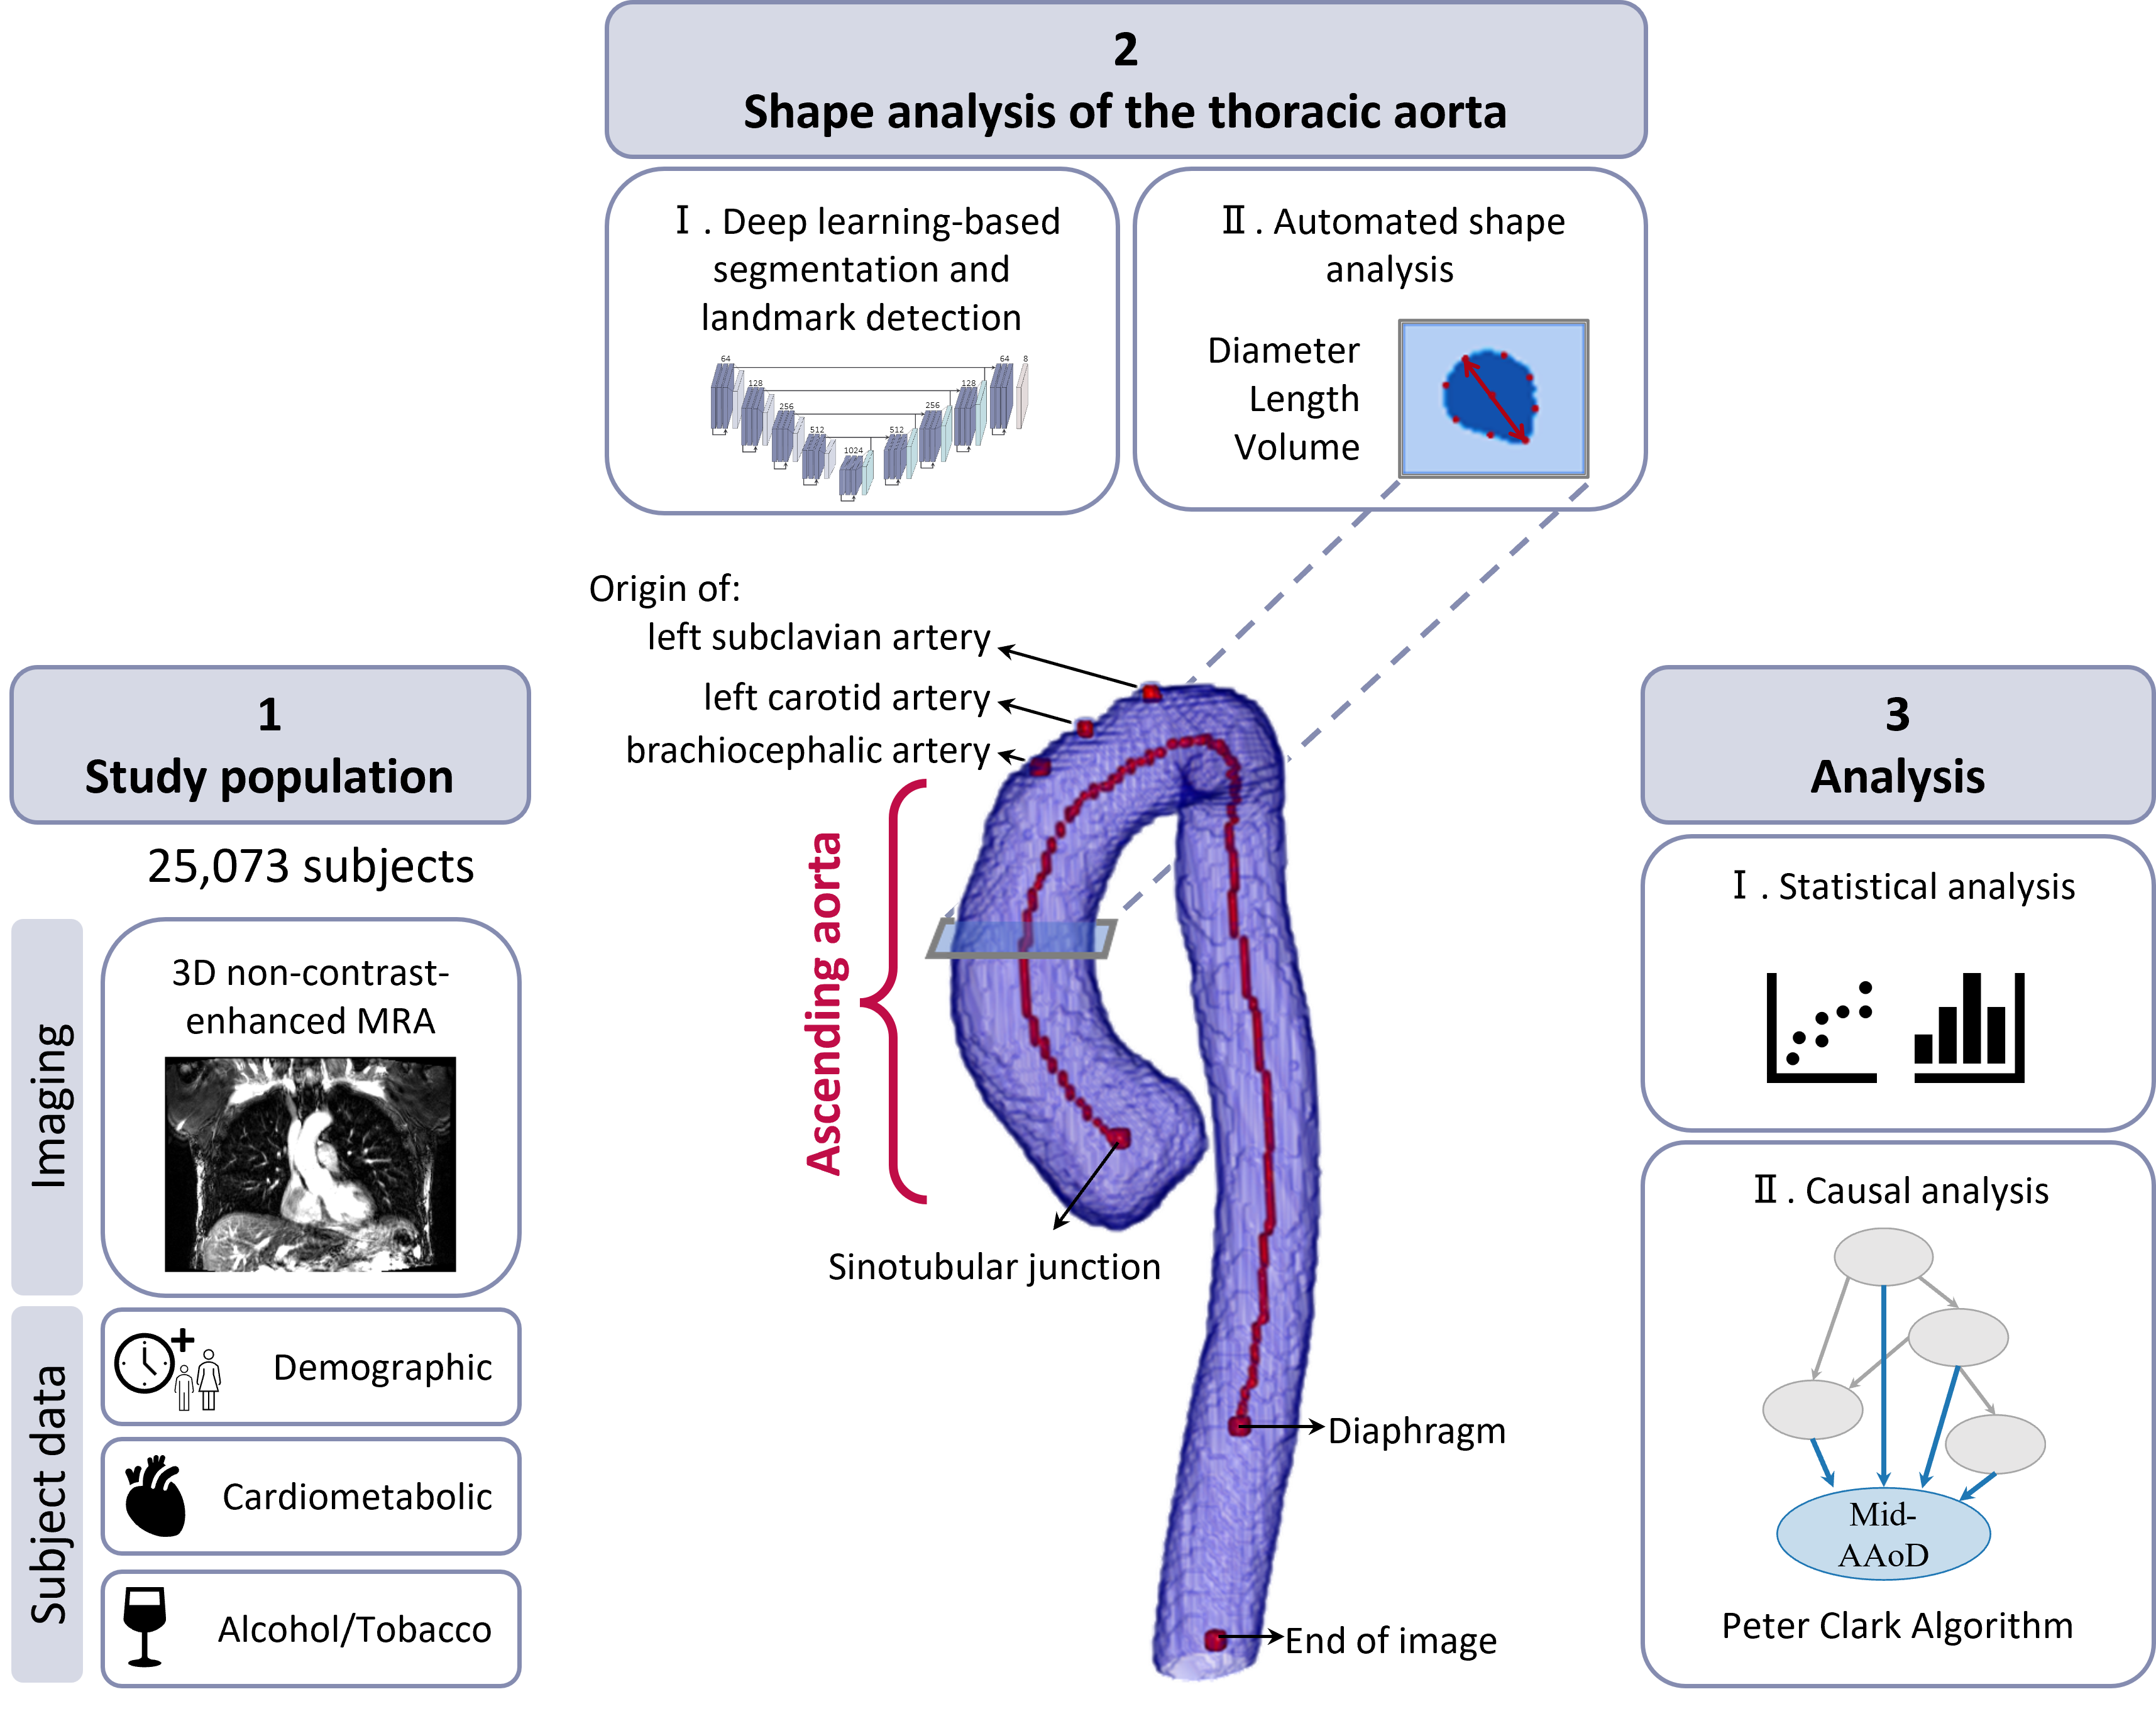 2
Shape analysis of the thoracic aorta
Ⅰ. Deep learning-based
segmentation and
landmark detection
64
128
256
512
1024
512
256
128
64
8
Ⅱ. Automated shape
analysis
Diameter
Length
Volume
1
Study population
25,073 subjects
Imaging
3D non-contrast-
enhanced MRA
Subject data
Demographic
Cardiometabolic
Alcohol/Tobacco
Origin of:
left subclavian artery
left carotid artery
brachiocephalic artery
Ascending aorta
Sinotubular junction
Diaphragm
End of image
3
Analysis
Ⅰ. Statistical analysis
Ⅱ. Causal analysis
Mid-
AAoD
Peter Clark Algorithm